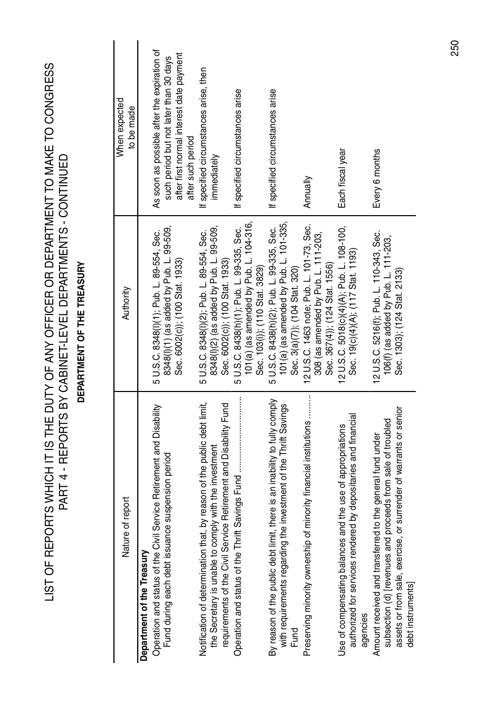 LIST OF REPORTS WHICH IT IS THE DUTY OF ANY OFFICER OR DEPARTMENT TO MAKE TO CONGRESS
PART 4 - REPORTS BY CABINET-LEVEL DEPARTMENTS - CONTINUED
DEPARTMENT OF THE TREASURY
Nature of report
Authority
When expected
to be made
Department of the Treasury
Operation and status of the Civil Service Retirement and Disability
Fund during each debt issuance suspension period
5 U.S.C. 8348(l)(1); Pub. L. 89-554, Sec.
8348(l)(1) (as added by Pub. L. 99-509,
Sec. 6002(c)); (100 Stat. 1933)
As soon as possible after the expiration of
such period but not later than 30 days
after first normal interest date payment
after such period
Notification of determination that, by reason of the public debt limit,
the Secretary is unable to comply with the investment
requirements of the Civil Service Retirement and Disability Fund
5 U.S.C. 8348(l)(2); Pub. L. 89-554, Sec.
8348(l)(2) (as added by Pub. L. 99-509,
Sec. 6002(c)); (100 Stat. 1933)
If specified circumstances arise, then
immediately
Operation and status of the Thrift Savings Fund ............................
5 U.S.C. 8438(h)(1); Pub. L. 99-335, Sec.
101(a) (as amended by Pub. L. 104-316,
Sec. 103(i)); (110 Stat. 3829)
If specified circumstances arise
By reason of the public debt limit, there is an inability to fully comply
with requirements regarding the investment of the Thrift Savings
Fund
5 U.S.C. 8438(h)(2); Pub. L. 99-335, Sec.
101(a) (as amended by Pub. L. 101-335,
Sec. 3(a)(7)); (104 Stat. 320)
If specified circumstances arise
Preserving minority ownership of minority financial institutions ..........
12 U.S.C. 1463 note; Pub. L. 101-73, Sec.
308 (as amended by Pub. L. 111-203,
Sec. 367(4)); (124 Stat. 1556)
Annually
Use of compensating balances and the use of appropriations
authorized for services rendered by depositaries and financial
agencies
12 U.S.C. 5018(c)(4)(A); Pub. L. 108-100,
Sec. 19(c)(4)(A); (117 Stat. 1193)
Each fiscal year
Amount received and transferred to the general fund under
subsection (d) [revenues and proceeds from sale of troubled
assets or from sale, exercise, or surrender of warrants or senior
debt instruments]
12 U.S.C. 5216(f); Pub. L. 110-343, Sec.
106(f) (as added by Pub. L. 111-203,
Sec. 1303); (124 Stat. 2133)
Every 6 months
250